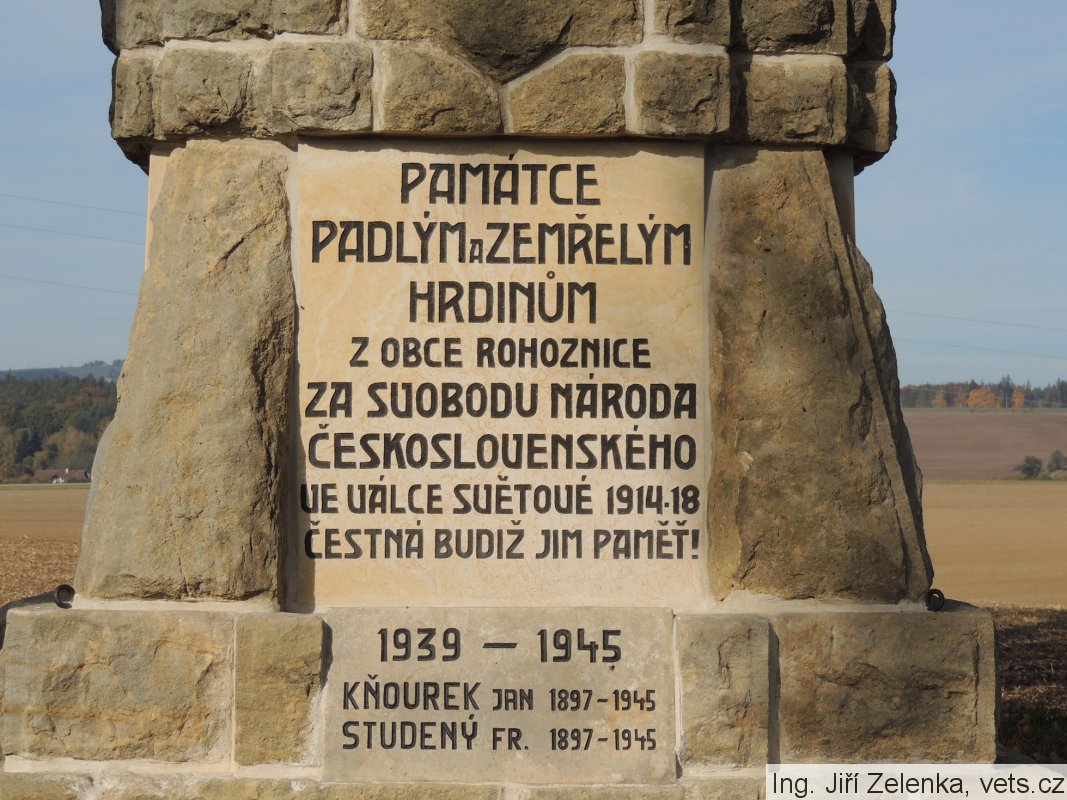 PAMÁTCE
PADLÝM A ZEMŘELÝM
HRDINŮM
Z OBCE ROHOZNICE
ZA SVOBODU NÁRODA
ČESKOSLOVENSKÉHO
VE VÁLCE SVĚTOVÉ 1914-18
ČESTNÁ BUDIŽ JIM PAMĚŤ!
1939 — 1945
KŇOUREK JAN 1897-1945
STUDENÝ FR. 1897-1945
Ing. Jiří Zelenka, vets.cz